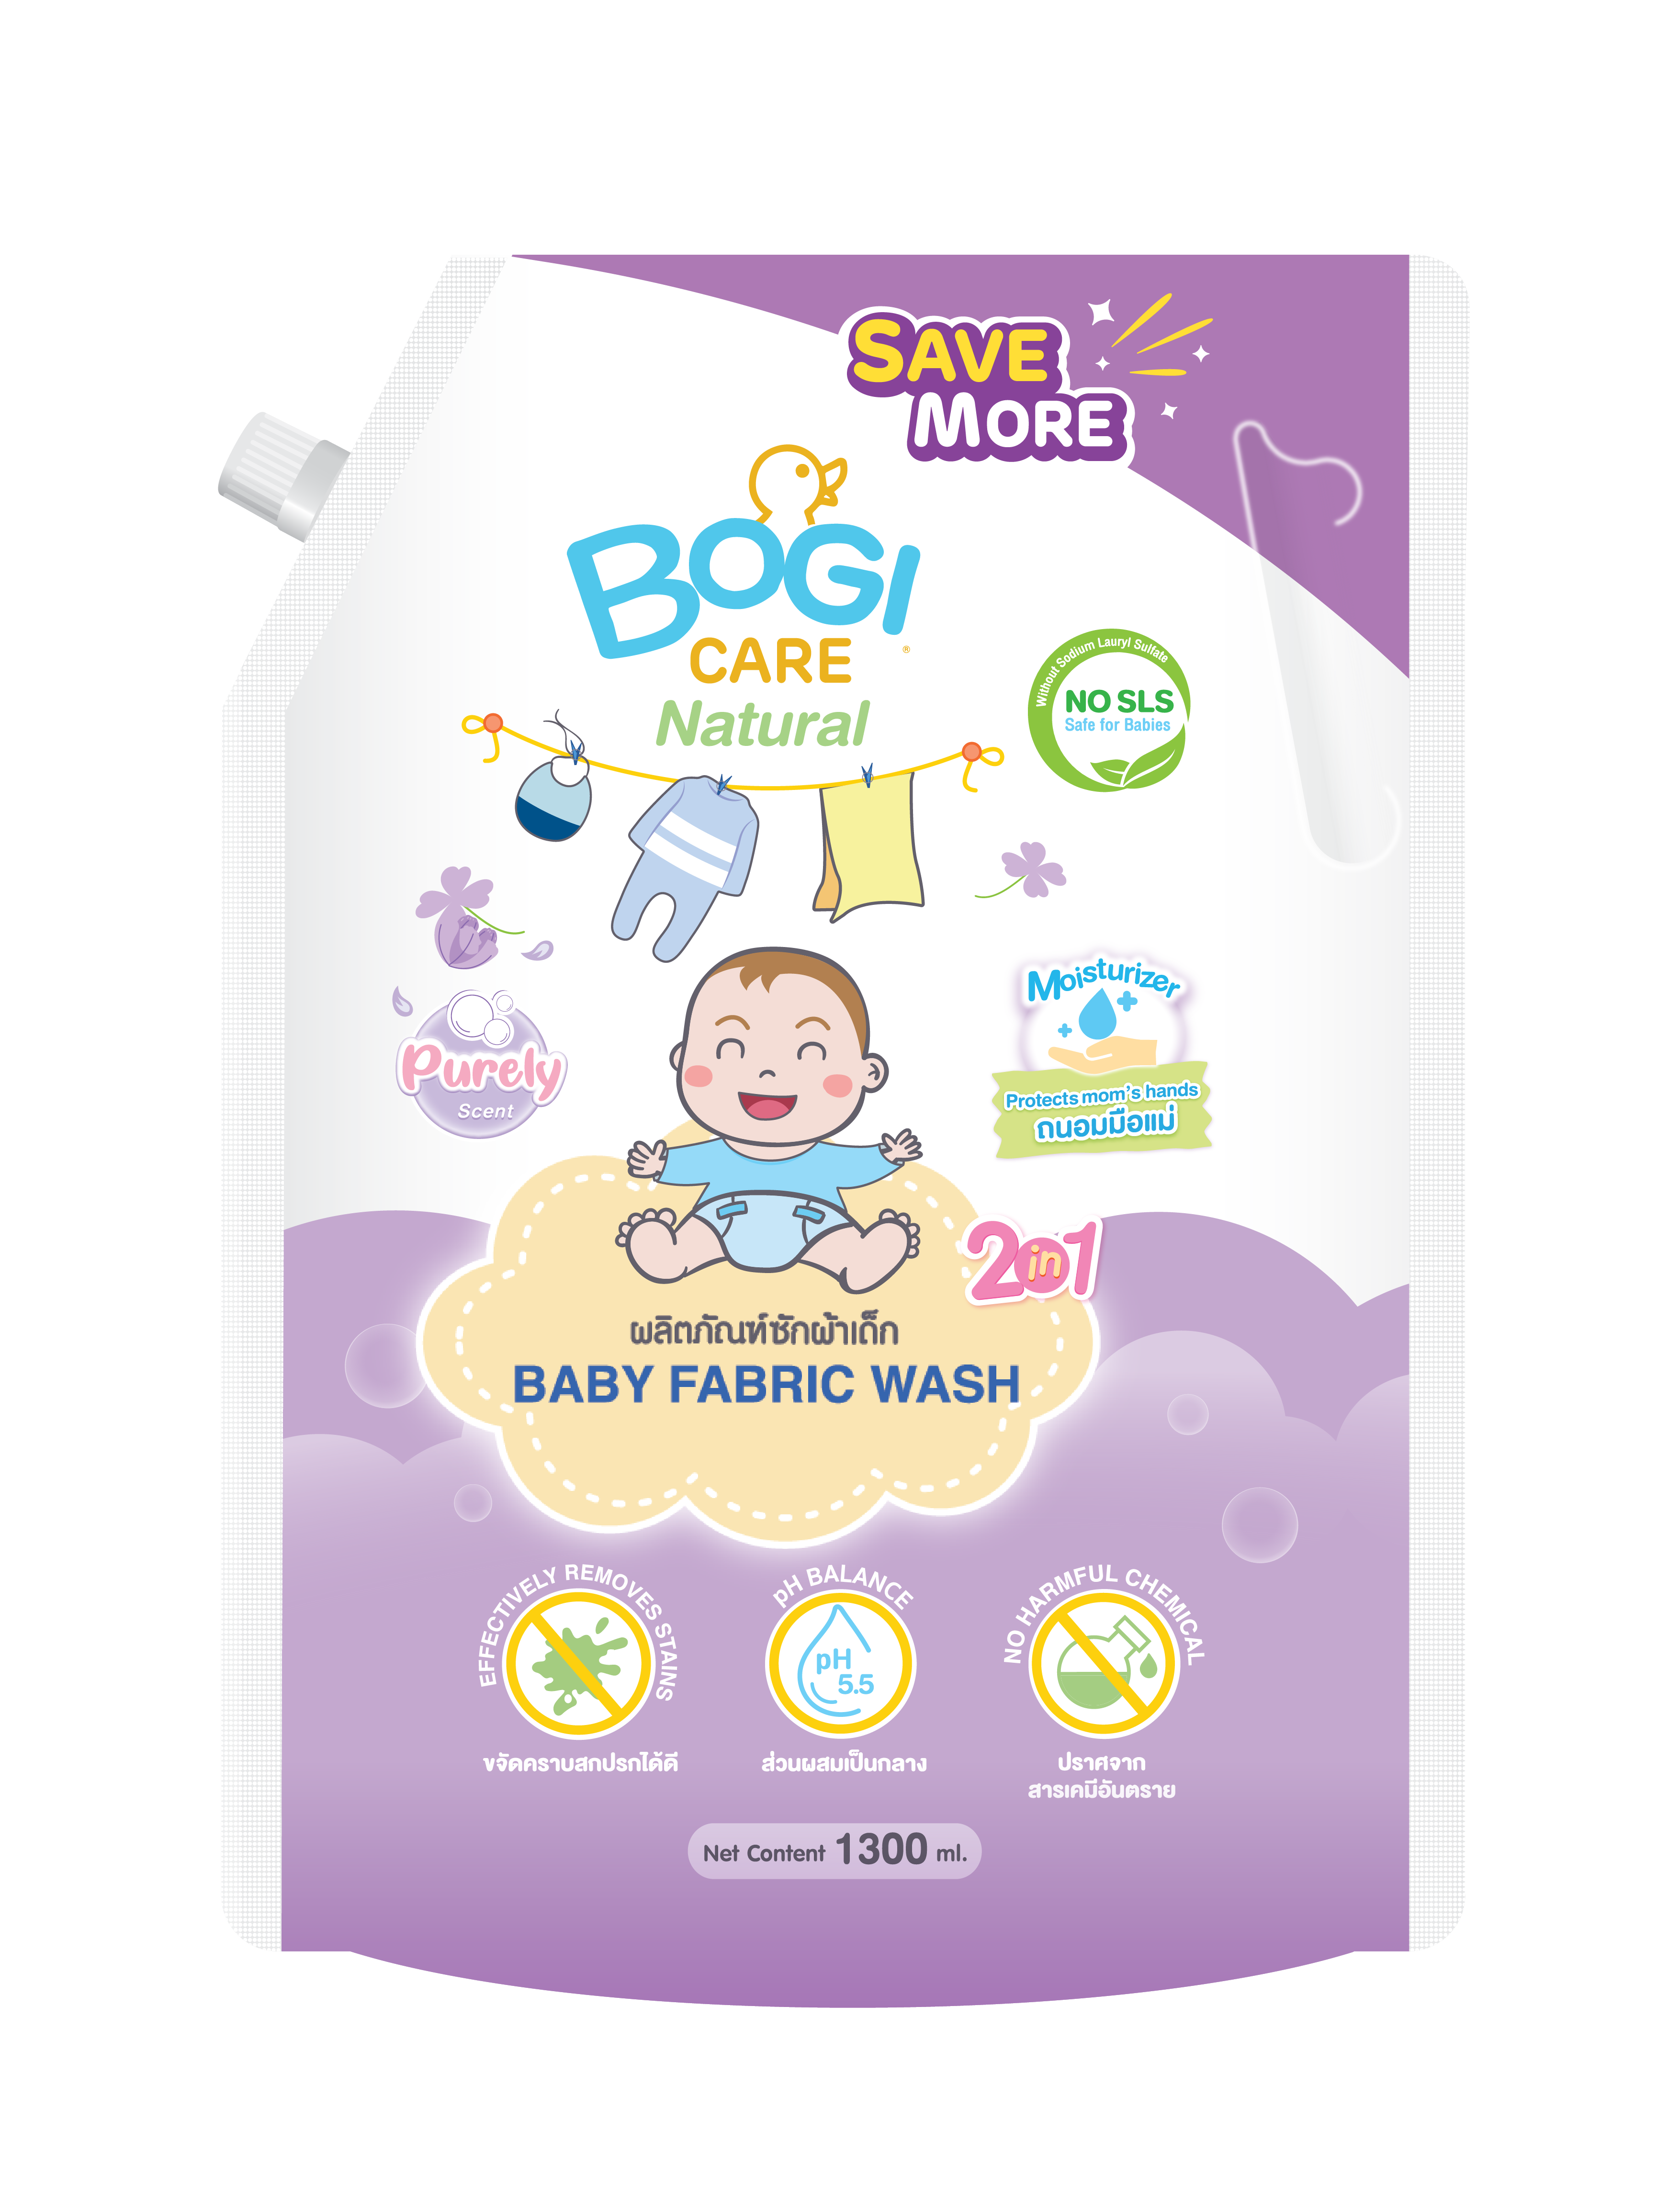 SAVE
MORE
BOGI
CARE
®
Natural
Without Sodium Lauryl Sulfate
NO SLS
Safe for Babies
Moisturizer
Protects mom's hands
ถนอมมือแม่
Purely
Scent
2in1
ผลิตภัณฑ์ซักผ้าเด็ก
BABY FABRIC WASH
EFFECTIVELY REMOVES STAINS
ขจัดคราบสกปรกได้ดี
pH BALANCE
pH
5.5
ส่วนผสมเป็นกลาง
NO HARMFUL CHEMICAL
ปราศจาก
สารเคมีอันตราย
Net Content 1300 ml.